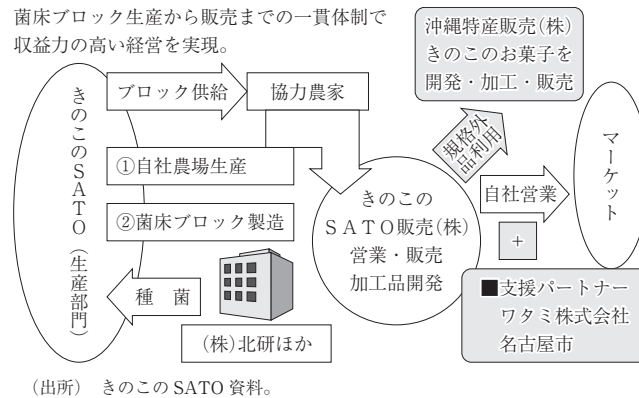 菌床ブロック生産から販売までの一貫体制で
収益力の高い経営を実現。
沖縄特産販売(株)
きのこのお菓子を
開発・加工・販売
きのこのSATO（生産部門）
ブロック供給
協力農家
規格外
品利用
マーケット
①自社農場生産
きのこの
SATO販売(株)
営業・販売
加工品開発
自社営業
②菌床ブロック製造
+
種　菌
■支援パートナー
ワタミ株式会社
名古屋市
(株)北研ほか
（出所）　きのこの SATO 資料。